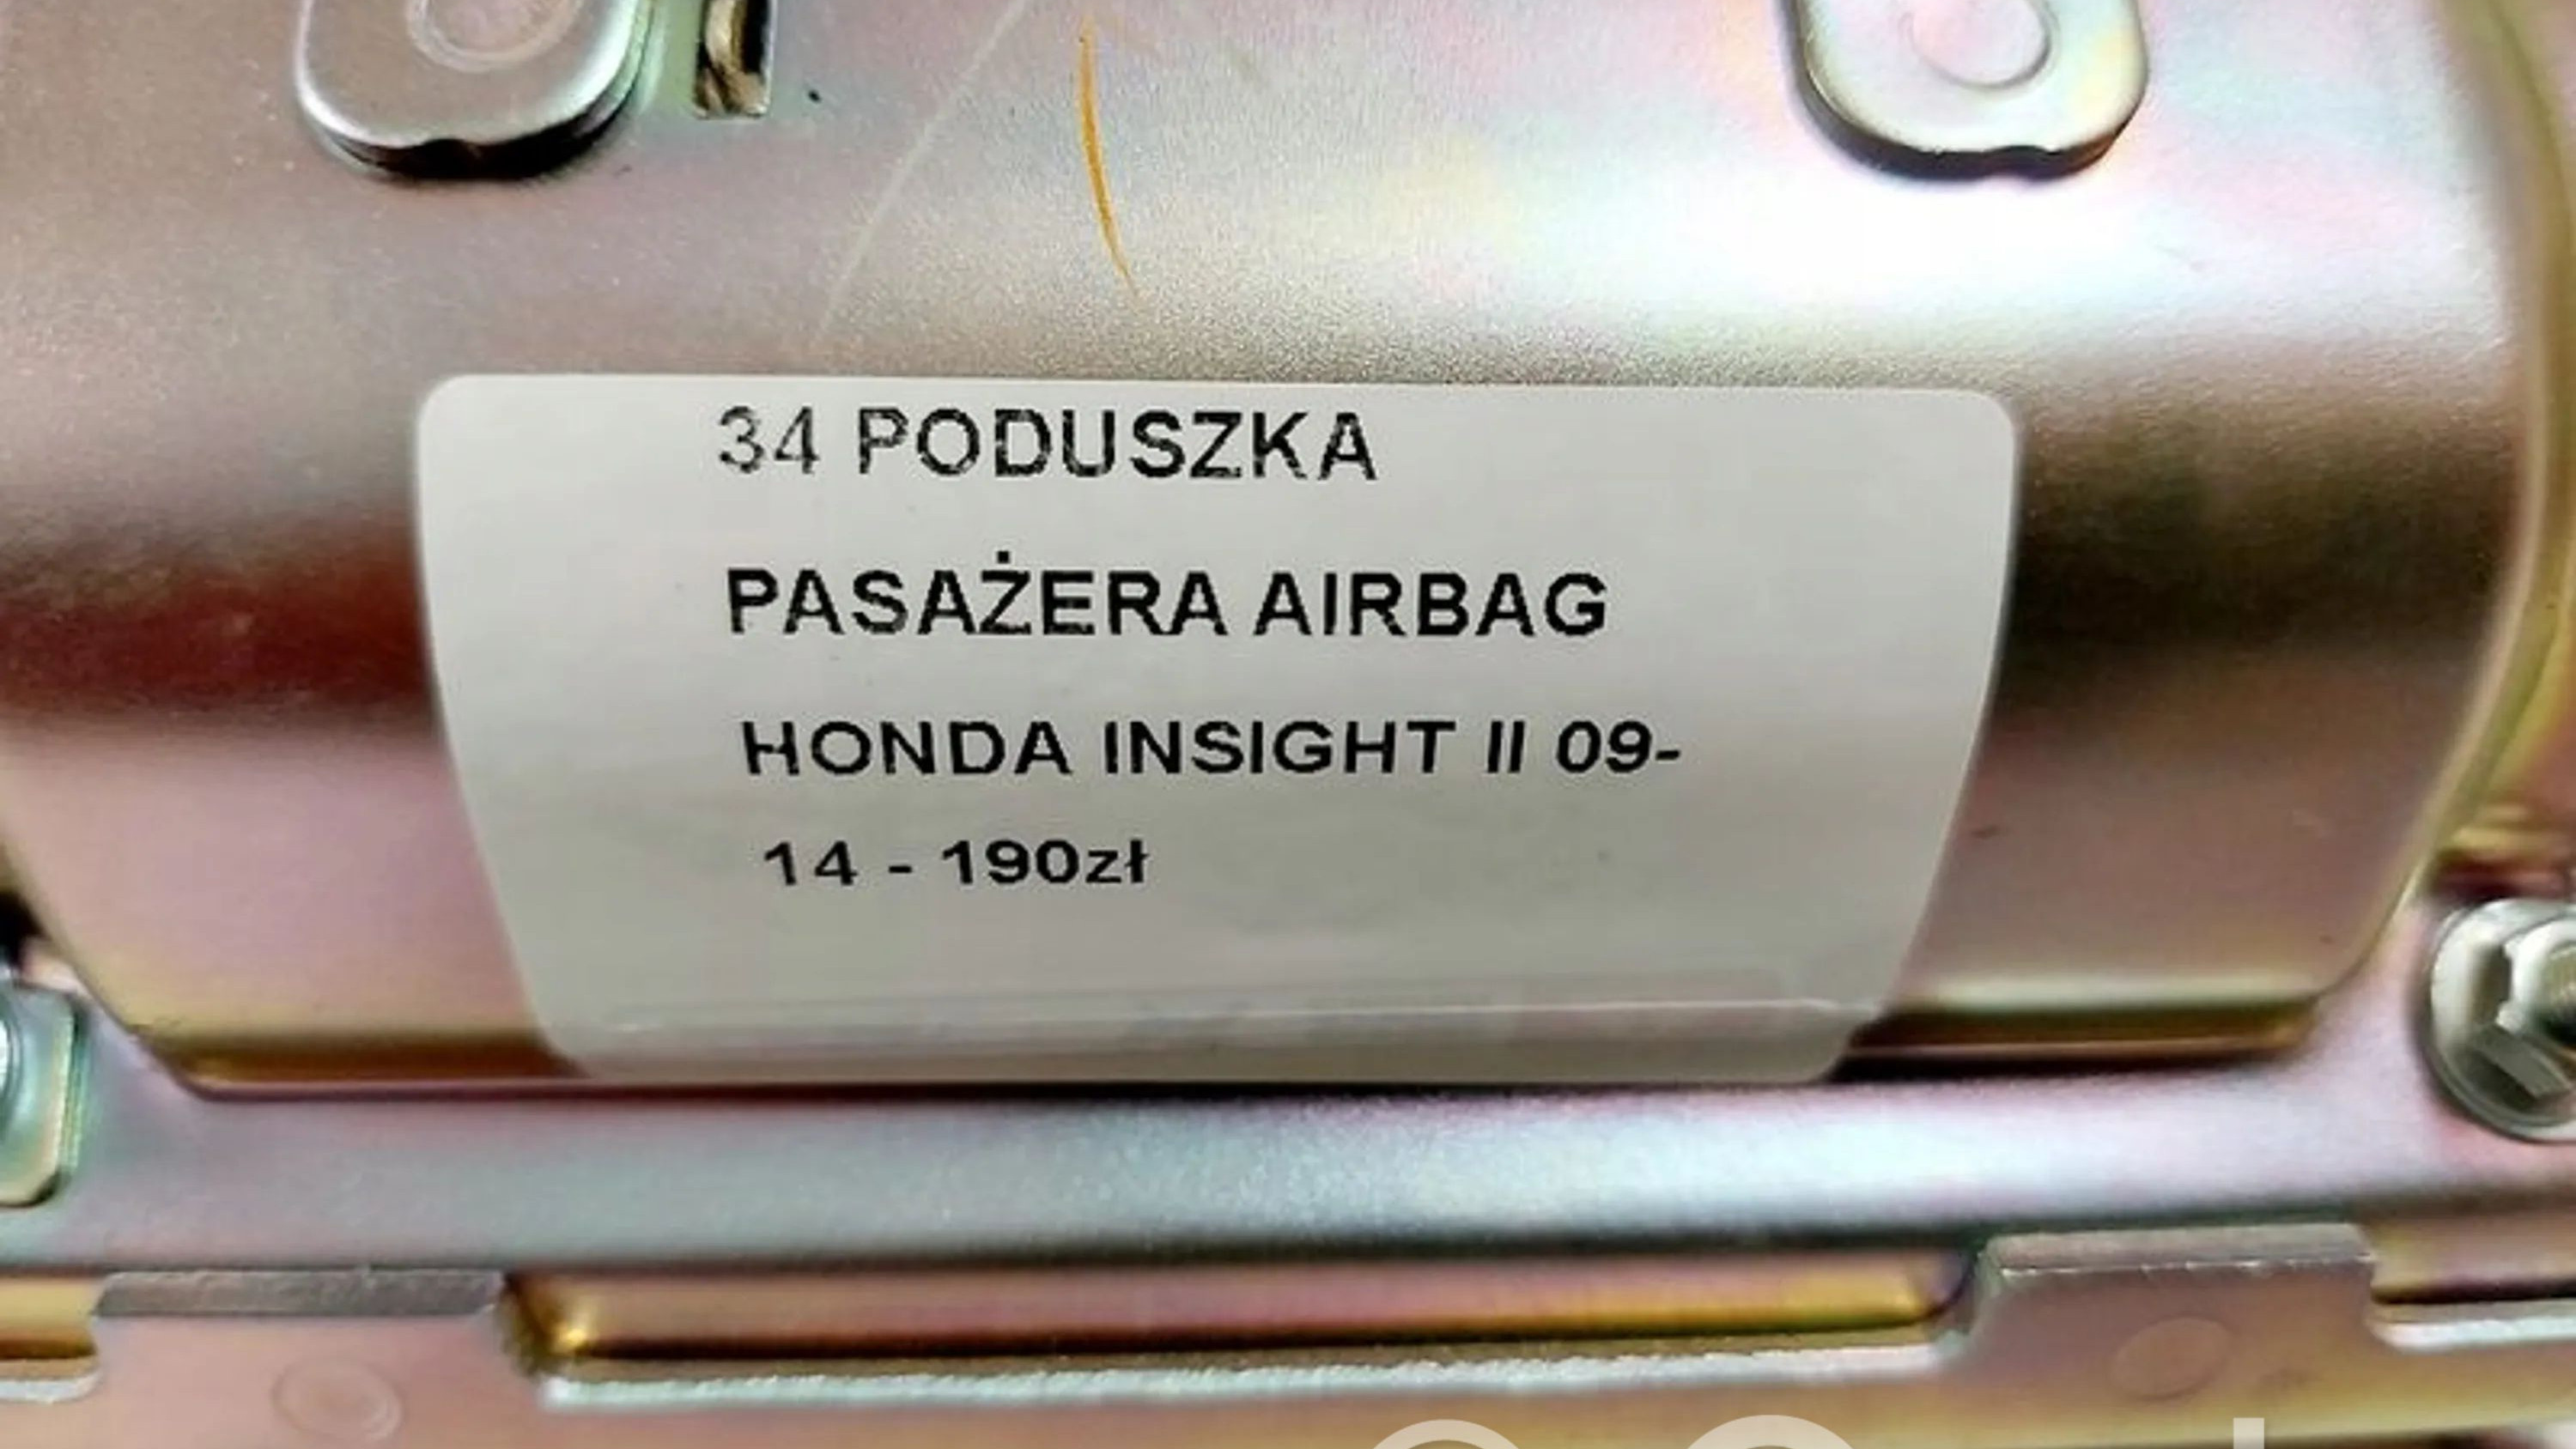 34 PODUSZKA
PASAŻERA AIRBAG
HONDA INSIGHT II 09-
14 - 190zł